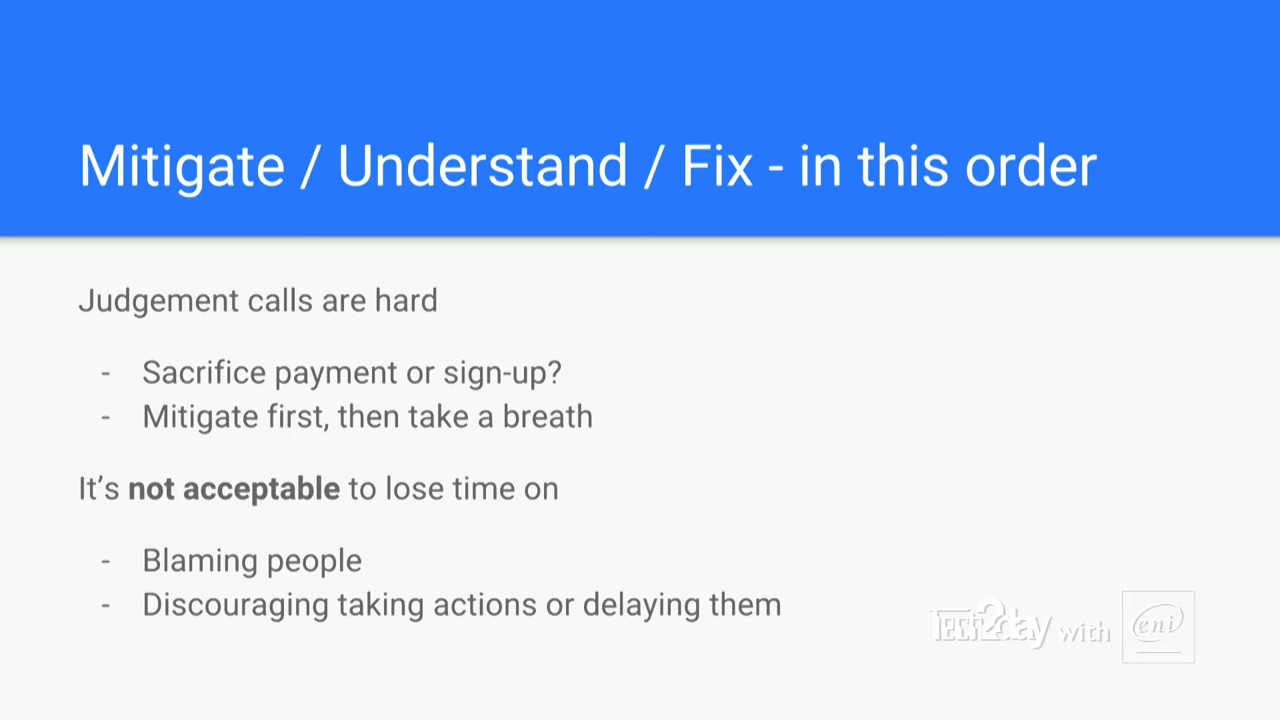 Mitigate / Understand / Fix - in this order
Judgement calls are hard
- Sacrifice payment or sign-up?
- Mitigate first, then take a breath
It’s not acceptable to lose time on
- Blaming people
- Discouraging taking actions or delaying them
Tech2day with eni